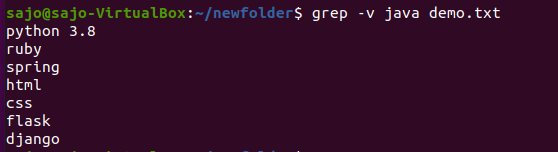 sajo@sajo-VirtualBox:~/newfolder$ grep -v java demo.txt
python 3.8
ruby
spring
html
css
flask
django